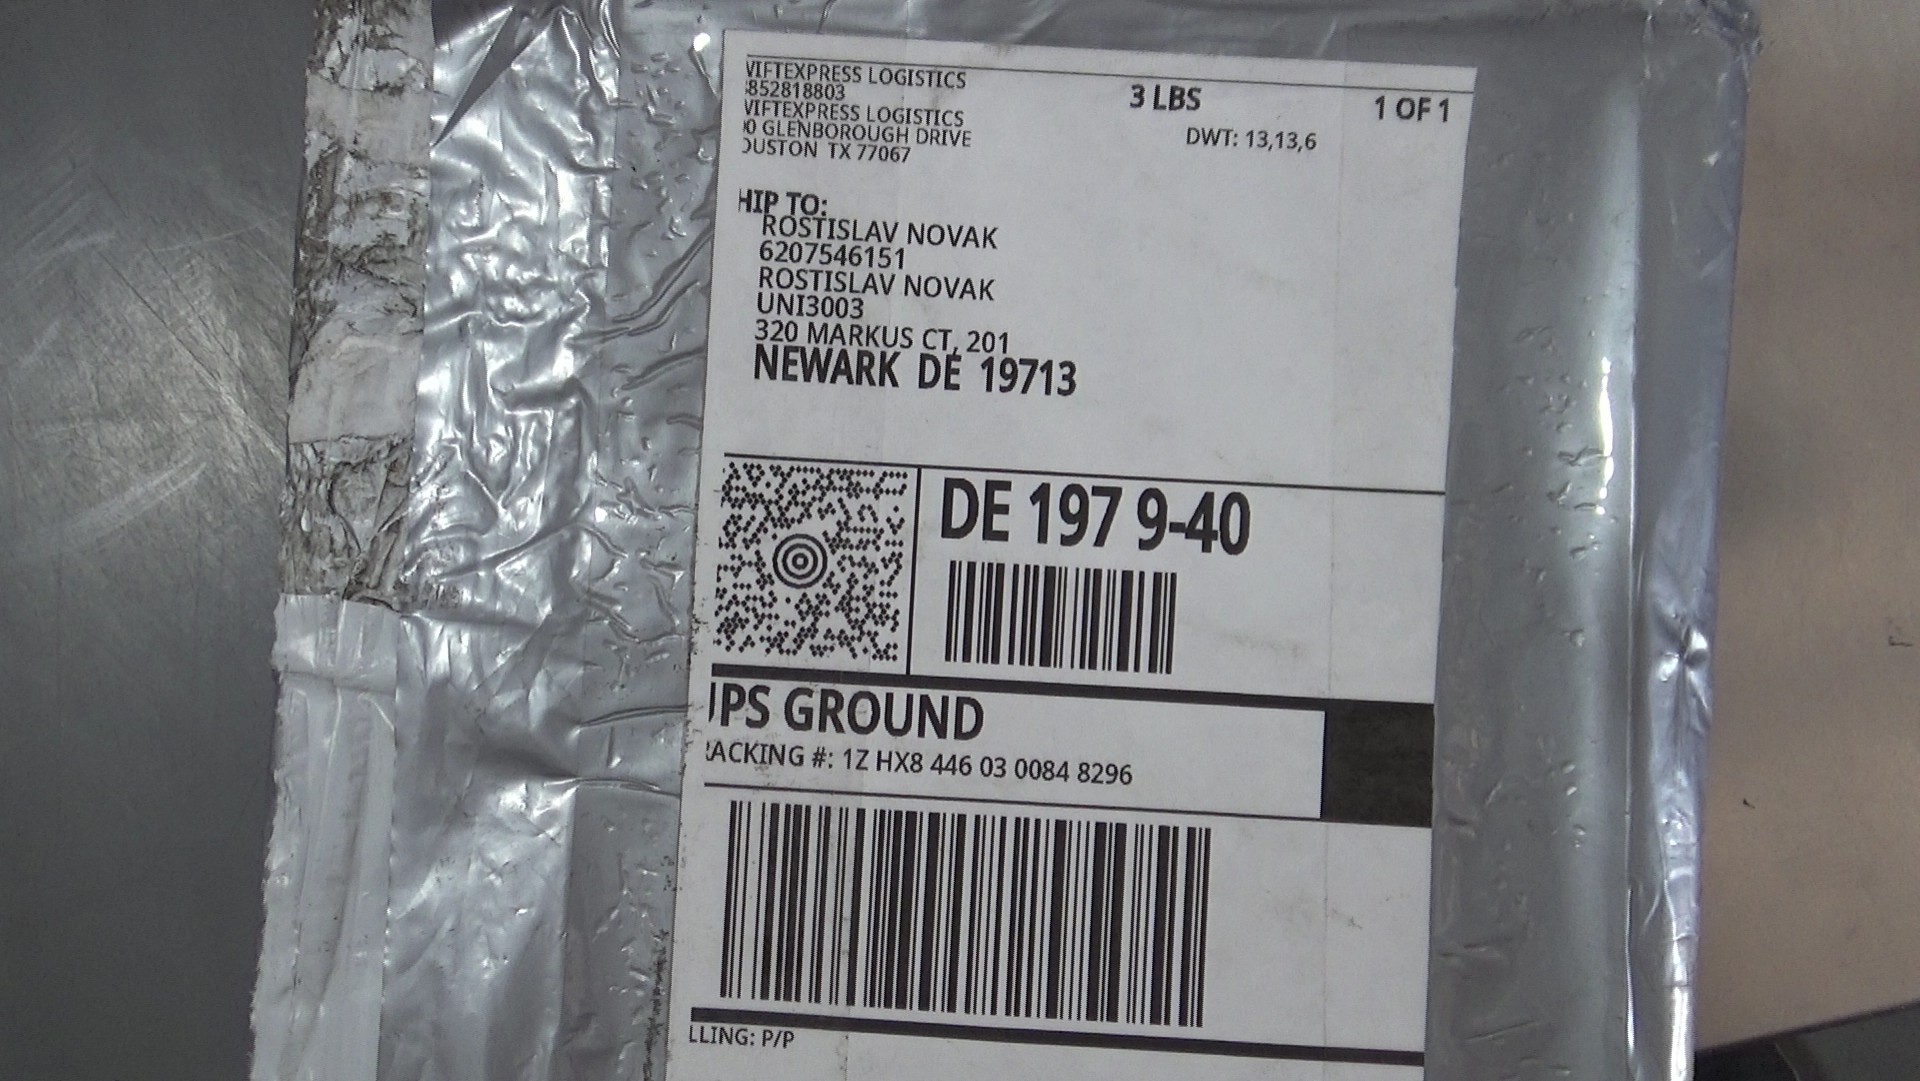 VIFTEXPRESS LOGISTICS
852818803
VIFTEXPRESS LOGISTICS
0 GLENBOROUGH DRIVE
OUSTON TX 77067
3 LBS
1 OF 1
DWT: 13,13,6
HIP TO:
ROSTISLAV NOVAK
6207546151
ROSTISLAV NOVAK
UNI3003
320 MARKUS CT, 201
NEWARK DE 19713
DE 197 9-40
UPS GROUND
ACKING #: 1Z HX8 446 03 0084 8296
LLING: P/P